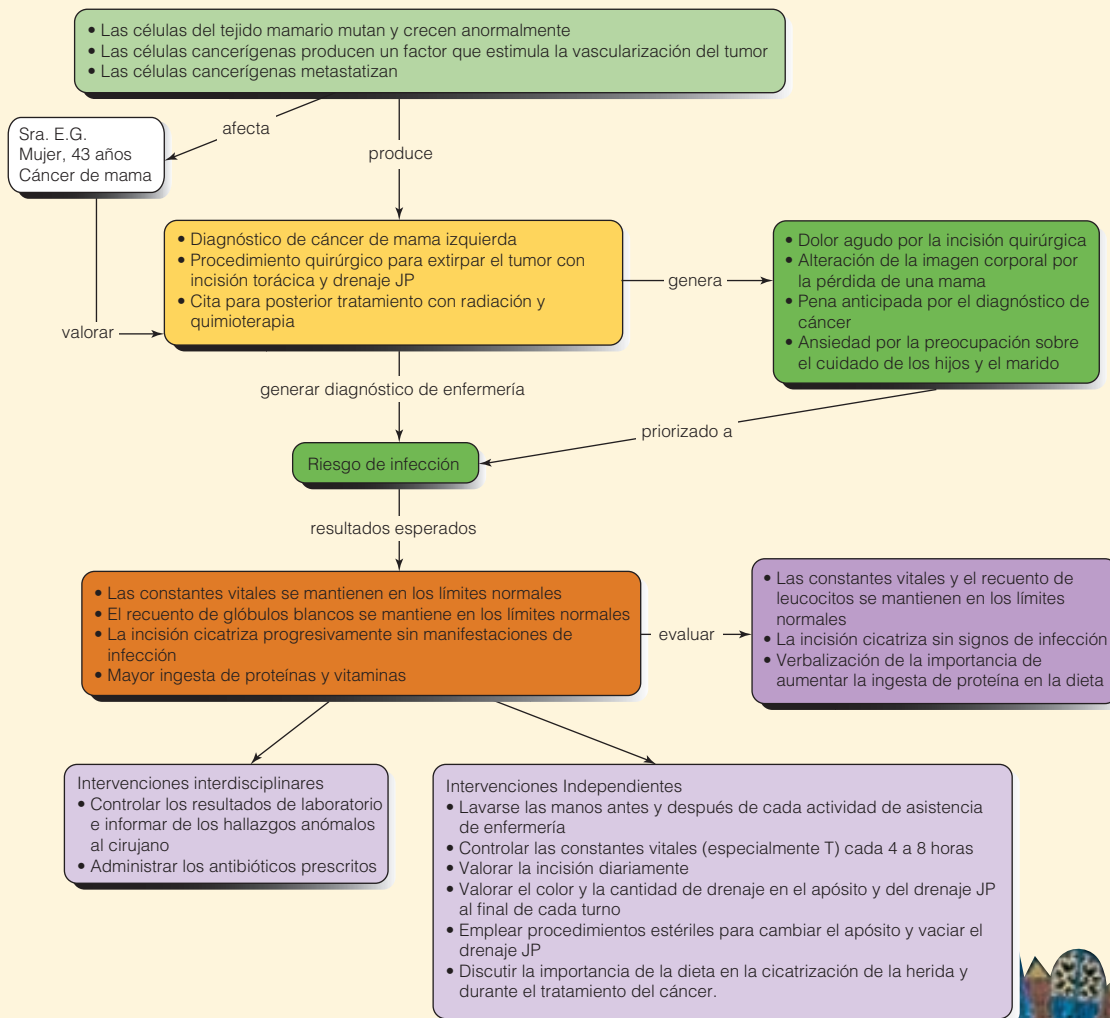 • Las células del tejido mamario mutan y crecen anormalmente
• Las células cancerígenas producen un factor que estimula la vascularización del tumor
• Las células cancerígenas metastatizan
afecta
Sra. E.G.
Mujer, 43 años
Cáncer de mama
produce
• Diagnóstico de cáncer de mama izquierda
• Procedimiento quirúrgico para extirpar el tumor con
incisión torácica y drenaje JP
• Cita para posterior tratamiento con radiación y
quimioterapia
genera
• Dolor agudo por la incisión quirúrgica
• Alteración de la imagen corporal por
la pérdida de una mama
• Pena anticipada por el diagnóstico de
cáncer
• Ansiedad por la preocupación sobre
el cuidado de los hijos y el marido
valorar
generar diagnóstico de enfermería
priorizado a
Riesgo de infección
resultados esperados
• Las constantes vitales se mantienen en los límites normales
• El recuento de glóbulos blancos se mantiene en los límites normales
• La incisión cicatriza progresivamente sin manifestaciones de
infección
• Mayor ingesta de proteínas y vitaminas
evaluar
• Las constantes vitales y el recuento de
leucocitos se mantienen en los límites
normales
• La incisión cicatriza sin signos de infección
• Verbalización de la importancia de
aumentar la ingesta de proteína en la dieta
Intervenciones interdisciplinares
• Controlar los resultados de laboratorio
e informar de los hallazgos anómalos
al cirujano
• Administrar los antibióticos prescritos
Intervenciones Independientes
• Lavarse las manos antes y después de cada actividad de asistencia
de enfermería
• Controlar las constantes vitales (especialmente T) cada 4 a 8 horas
• Valorar la incisión diariamente
• Valorar el color y la cantidad de drenaje en el apósito y del drenaje JP
al final de cada turno
• Emplear procedimientos estériles para cambiar el apósito y vaciar el
drenaje JP
• Discutir la importancia de la dieta en la cicatrización de la herida y
durante el tratamiento del cáncer.